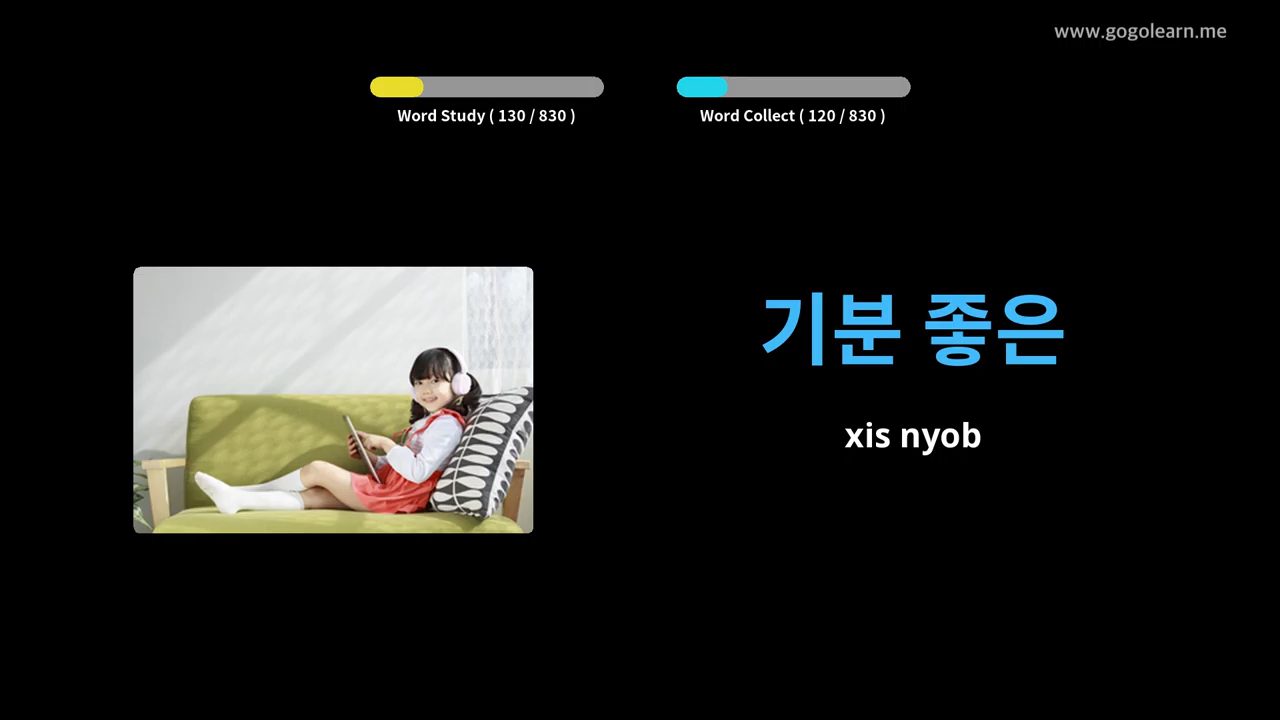 www.gogolearn.me
Word Study ( 130 / 830 )
Word Collect ( 120 / 830 )
기분 좋은
xis nyob